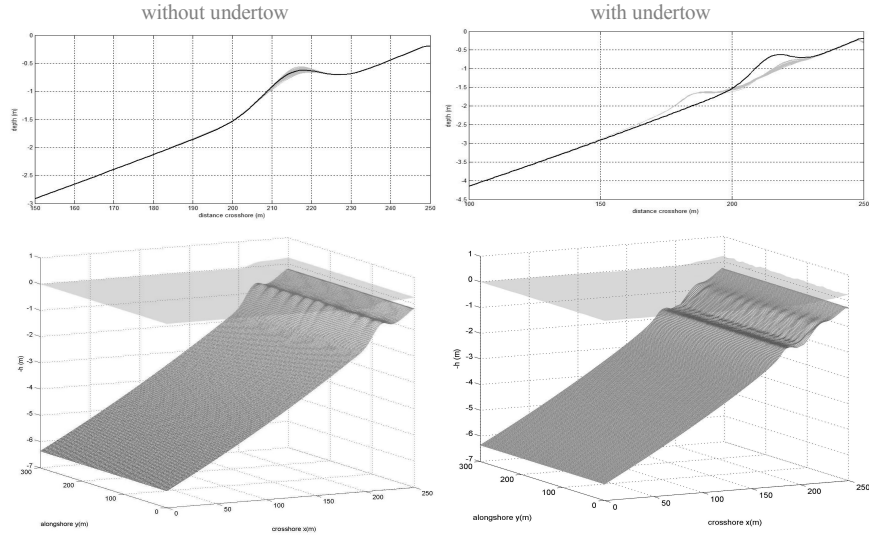 without undertow
with undertow
0
-0.5
-1
-1.5
-2
-2.5
-3
depth (m)
150 160 170 180 190 200 210 220 230 240 250
distance crosshore (m)
0
-0.5
-1
-1.5
-2
-2.5
-3
-3.5
-4
-4.5
depth (m)
100 150 200 250
distance crosshore (m)
1
0
-1
-2
-3
-4
-5
-6
-7
-h (m)
300 200 100 0
alongshore y(m)
0 50 100 150 200 250
crosshore x(m)
1
0
-1
-2
-3
-4
-5
-6
-7
-h (m)
300 200 100 0
alongshore y(m)
0 50 100 150 200 250
crosshore x(m)